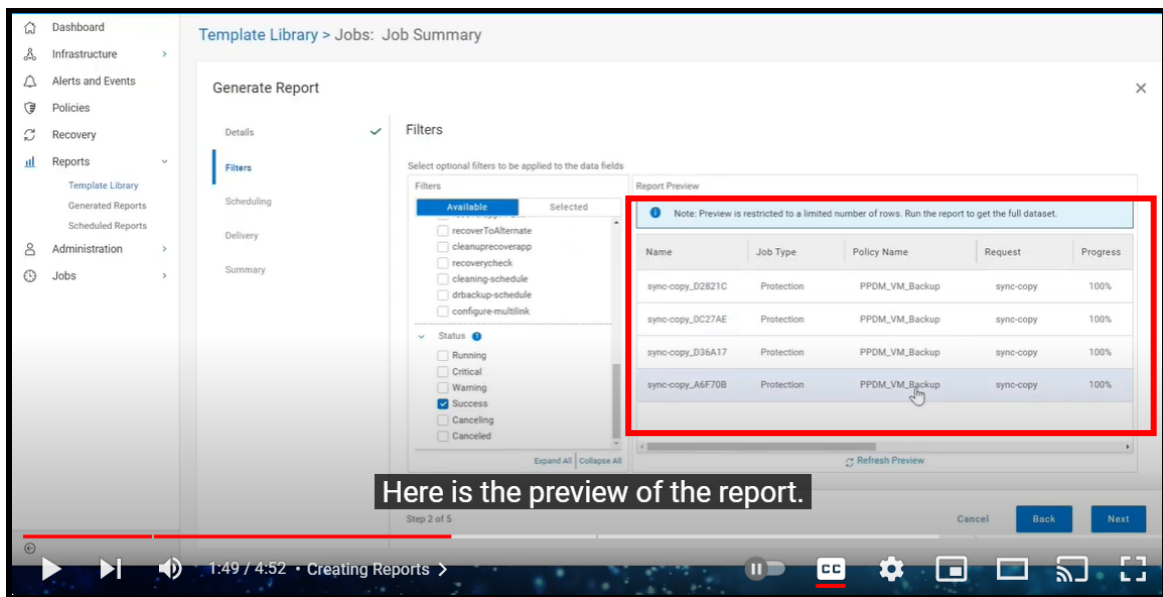 Dashboard
Infrastructure
Alerts and Events
Policies
Recovery
Reports
Template Library
Generated Reports
Scheduled Reports
Administration
Jobs
Template Library > Jobs: Job Summary
Generate Report
Details
Filters
Scheduling
Delivery
Summary
Filters
Select optional filters to be applied to the data fields
Filters
Available Selected
recoverToAlternate
cleanuprecoverapp
recoverycheck
cleaning-schedule
drbackup-schedule
configure-multilink
Status
Running
Critical
Warning
Success
Canceling
Canceled
Expand All Collapse All
Report Preview
Note: Preview is restricted to a limited number of rows. Run the report to get the full dataset.
Name Job Type Policy Name Request Progress
sync-copy_D2821C Protection PPDM_VM_Backup sync-copy 100%
sync-copy_0C27AE Protection PPDM_VM_Backup sync-copy 100%
sync-copy_D36A17 Protection PPDM_VM_Backup sync-copy 100%
sync-copy_A6F70B Protection PPDM_VM_Backup sync-copy 100%
Refresh Preview
Here is the preview of the report.
Step 2 of 5
Cancel Back Next
1:49 / 4:52 • Creating Reports >
CC